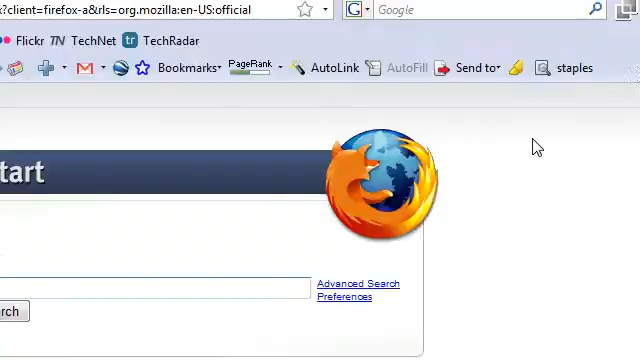 ?client=firefox-a&rls=org.mozilla:en-US:official
G
Google
Flickr TN TechNet tr TechRadar
Bookmarks PageRank AutoLink AutoFill Send to staples
tart
Advanced Search
rch
Preferences